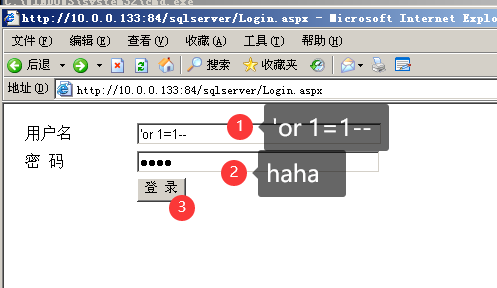 http://10.0.0.133:84/sqlserver/Login.aspx - Microsoft Internet Explo
文件(F) 编辑(E) 查看(V) 收藏(A) 工具(T) 帮助(H)
后退 搜索 收藏夹
地址(D) http://10.0.0.133:84/sqlserver/Login.aspx
用户名 'or 1=1-- 1 'or 1=1--
密 码 ●●●● 2 haha
登 录
3